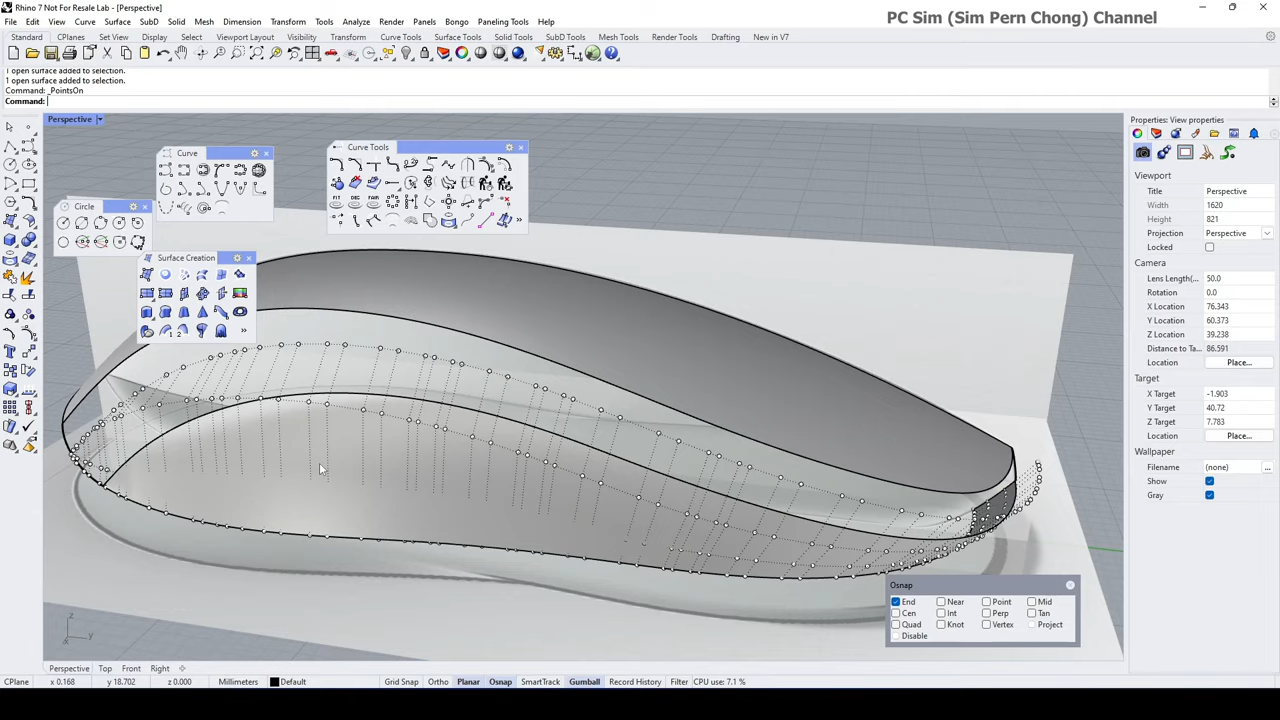 Rhino 7 Not For Resale Lab - [Perspective]
PC Sim (Sim Pern Chong) Channel
File Edit View Curve Surface SubD Solid Mesh Dimension Transform Tools Analyze Render Panels Bongo Paneling Tools Help
Standard CPlanes Set View Display Select Viewport Layout Visibility Transform Curve Tools Surface Tools Solid Tools SubD Tools Mesh Tools Render Tools Drafting New in V7
1 open surface added to selection.
1 open surface added to selection.
Command: _PointsOn
Command:
Perspective
Properties: View properties
Curve Tools
Curve
FIT DEG FAIR
Circle
Surface Creation
1 2
Viewport
Title Perspective
Width 1620
Height 821
Projection Perspective
Locked
Camera
Lens Length(... 50.0
Rotation 0.0
X Location 76.343
Y Location 60.373
Z Location 39.238
Distance to Ta... 86.591
Location Place...
Target
X Target -1.903
Y Target 40.72
Z Target 7.783
Location Place...
Wallpaper
Filename (none) ...
Show
Gray
Osnap
End Near Point Mid
Cen Int Perp Tan
Quad Knot Vertex Project
Disable
z
y
x
Perspective Top Front Right
CPlane x 0.168 y 18.702 z 0.000 Millimeters Default Grid Snap Ortho Planar Osnap SmartTrack Gumball Record History Filter CPU use: 7.1 %